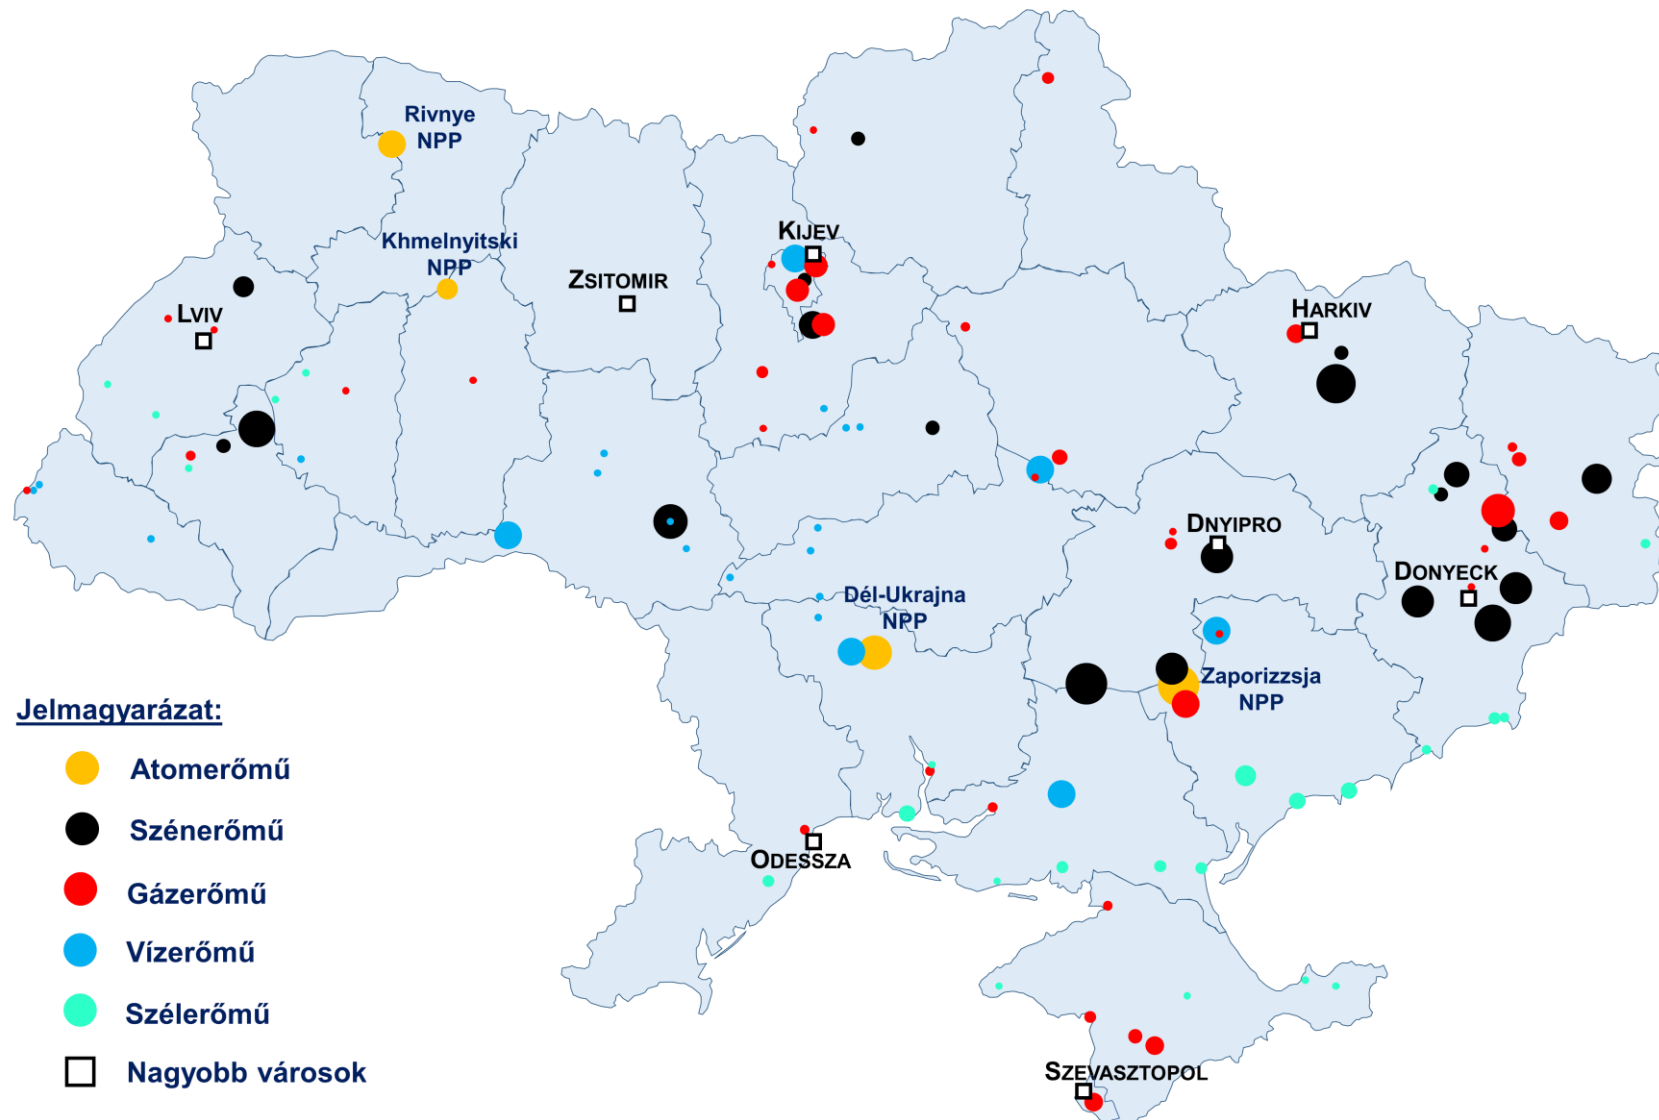 Rivnye
NPP
Khmelnyitski
NPP
KIJEV
ZSITOMIR
LVIV
HARKIV
DNYIPRO
DONYECK
Dél-Ukrajna
NPP
Zaporizzsja
NPP
ODESSZA
SZEVASZTOPOL
Jelmagyarázat:
Atomerőmű
Szénerőmű
Gázerőmű
Vízerőmű
Szélerőmű
Nagyobb városok